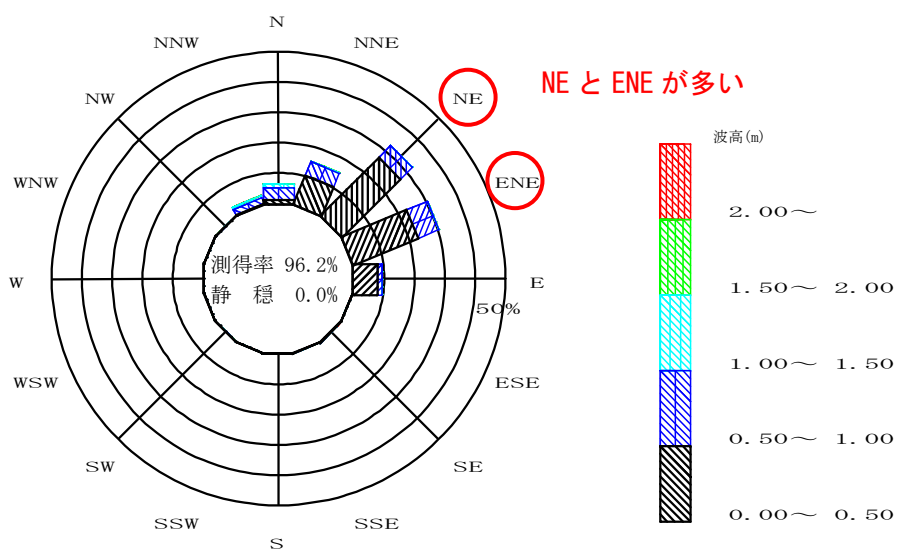 N
NNW
NNE
NW
NE
NE と ENE が多い
波高(m)
WNW
ENE
2.00～
測得率 96.2%
静 穏 0.0%
W
E
1.50～ 2.00
50%
1.00～ 1.50
WSW
ESE
0.50～ 1.00
SW
SE
0.00～ 0.50
SSW
SSE
S